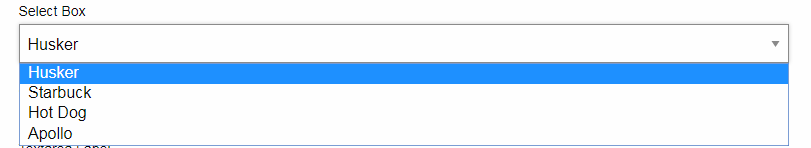 Select Box
Husker
Husker
Starbuck
Hot Dog
Apollo